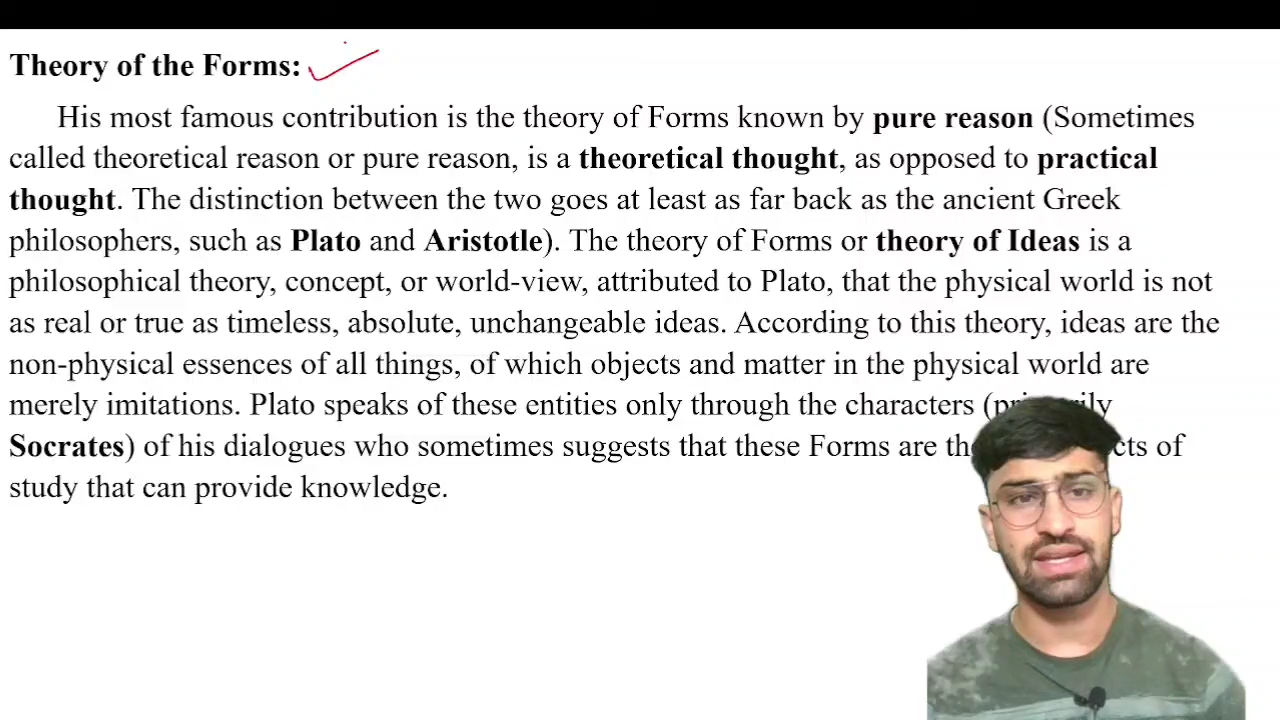 Theory of the Forms:
His most famous contribution is the theory of Forms known by pure reason (Sometimes
called theoretical reason or pure reason, is a theoretical thought, as opposed to practical
thought. The distinction between the two goes at least as far back as the ancient Greek
philosophers, such as Plato and Aristotle). The theory of Forms or theory of Ideas is a
philosophical theory, concept, or world-view, attributed to Plato, that the physical world is not
as real or true as timeless, absolute, unchangeable ideas. According to this theory, ideas are the
non-physical essences of all things, of which objects and matter in the physical world are
merely imitations. Plato speaks of these entities only through the characters (primarily
Socrates) of his dialogues who sometimes suggests that these Forms are of
study that can provide knowledge.